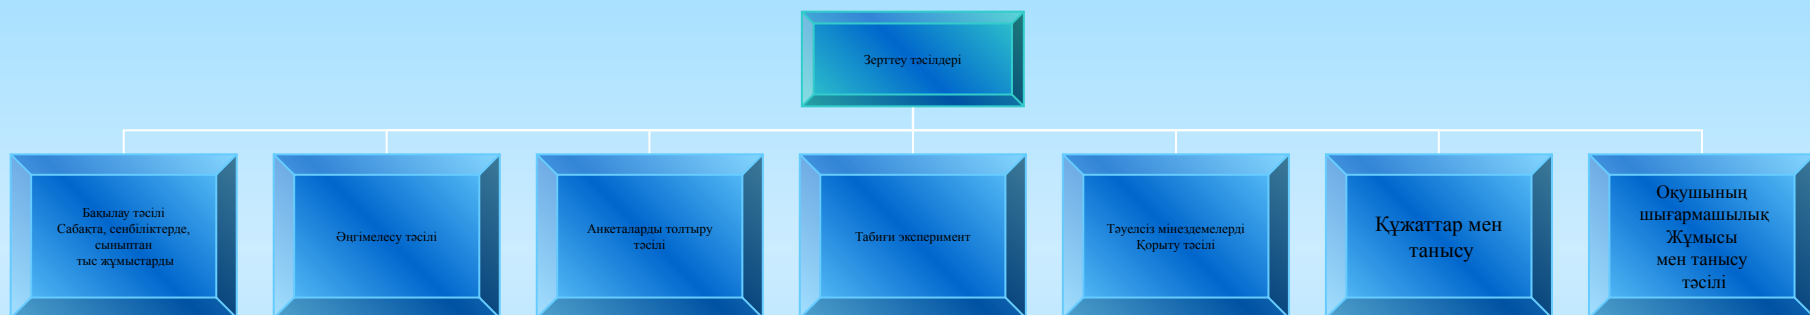 Зерттеу тәсілдері
Бақылау тәсілі
Сабақта, сенбіліктерде,
сыныптан
тыс жұмыстарды
Әңгімелесу тәсілі
Анкеталарды толтыру
тәсілі
Табиғи эксперимент
Тәуелсіз мінездемелерді
Қорыту тәсілі
Құжаттар мен
танысу
Оқушының
шығармашылық
Жұмысы
мен танысу
тәсілі